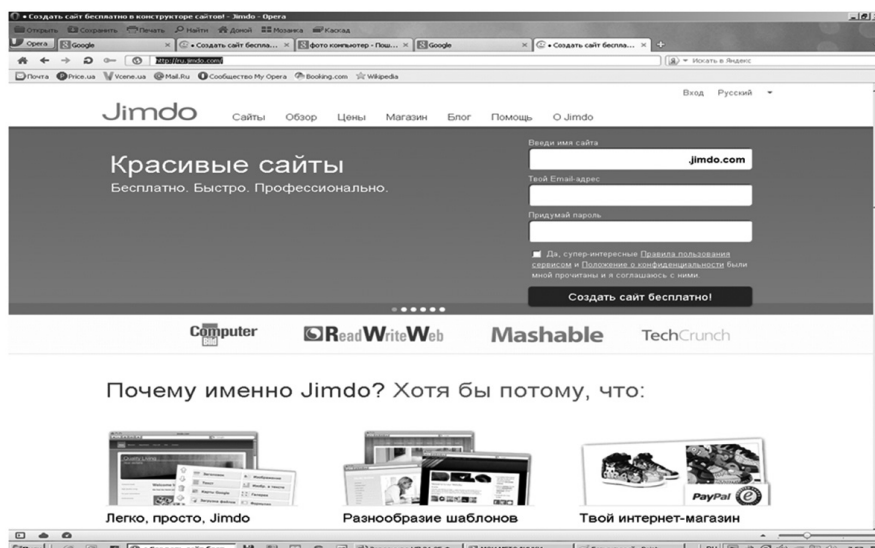 • Создать сайт бесплатно в конструкторе сайтов! - Jimdo - Opera
Открыть Сохранить Печать Найти Домой Мозаика Каскад
Opera Google × • Создать сайт беспла... × фото компьютер - Пош... × Google × • Создать сайт беспла... × +
http://ru.jimdo.com/ Искать в Яндекс
Почта Price.ua Vcene.ua Mail.Ru Сообщество My Opera Booking.com Wikipedia
Вход Русский
Jimdo Сайты Обзор Цены Магазин Блог Помощь О Jimdo
Красивые сайты
Бесплатно. Быстро. Профессионально.
Введи имя сайта
.jimdo.com
Твой Email-адрес
Придумай пароль
Да, супер-интересные Правила пользования
сервисом и Положение о конфиденциальности были
мной прочитаны и я соглашаюсь с ними.
Создать сайт бесплатно!
Computer Bild ReadWriteWeb Mashable TechCrunch
Почему именно Jimdo? Хотя бы потому, что:
PayPal
Легко, просто, Jimdo Разнообразие шаблонов Твой интернет-магазин